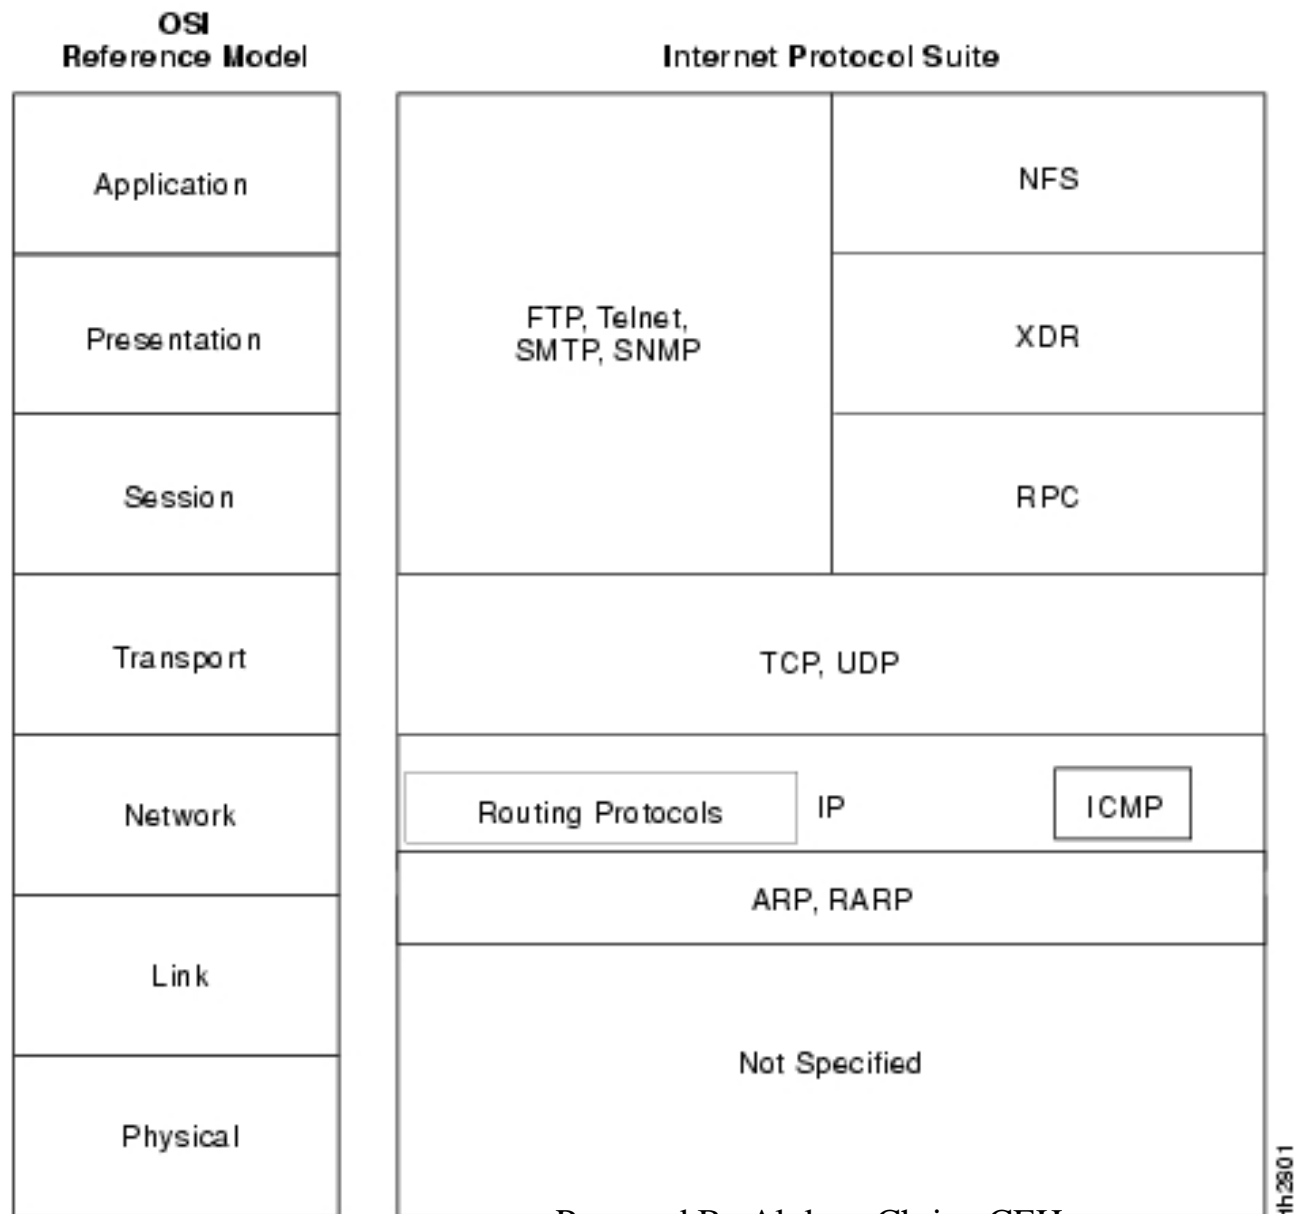 OSI
Reference Model
Internet Protocol Suite
Application
Presentation
Session
Transport
Network
Link
Physical
FTP, Telnet,
SMTP, SNMP
NFS
XDR
RPC
TCP, UDP
Routing Protocols
IP
ICMP
ARP, RARP
Not Specified